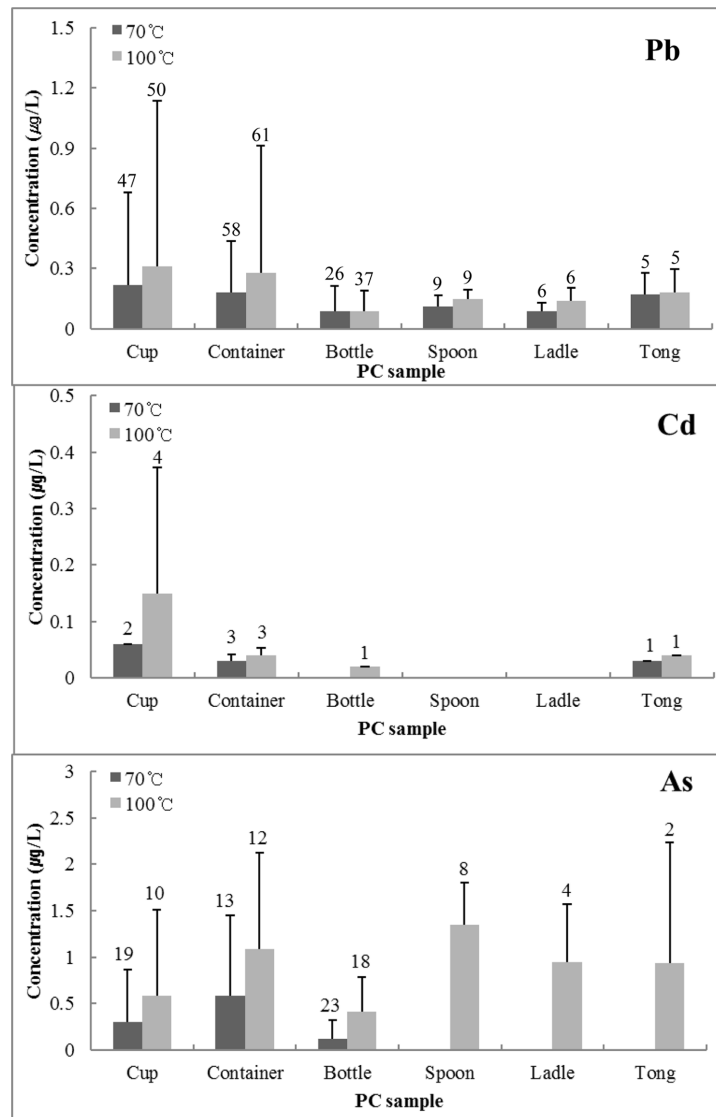 1.5
1.2
0.9
0.6
0.3
0
Concentration (µg/L)
70℃
100℃
Pb
47 50 58 61 26 37 9 9 6 6 5 5
Cup Container Bottle Spoon Ladle Tong
PC sample
0.5
0.4
0.3
0.2
0.1
0
Concentration (µg/L)
70℃
100℃
Cd
2 4 3 3 1 1 1
Cup Container Bottle Spoon Ladle Tong
PC sample
3
2.5
2
1.5
1
0.5
0
Concentration (µg/L)
70℃
100℃
As
19 10 13 12 23 18 8 4 2
Cup Container Bottle Spoon Ladle Tong
PC sample